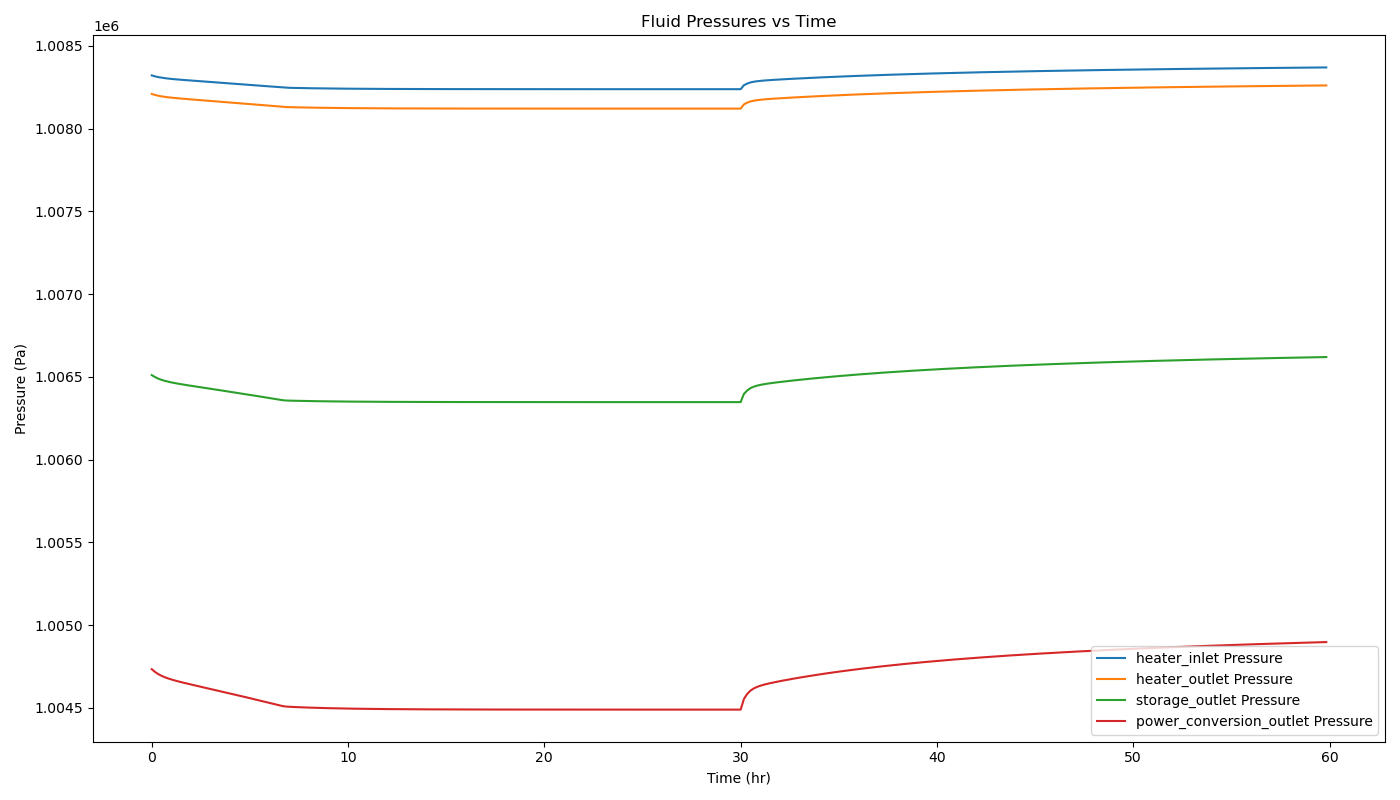 Fluid Pressures vs Time
1e6
1.0085
1.0080
1.0075
1.0070
1.0065
1.0060
1.0055
1.0050
1.0045
Pressure (Pa)
heater_inlet Pressure
heater_outlet Pressure
storage_outlet Pressure
power_conversion_outlet Pressure
0 10 20 30 40 50 60
Time (hr)